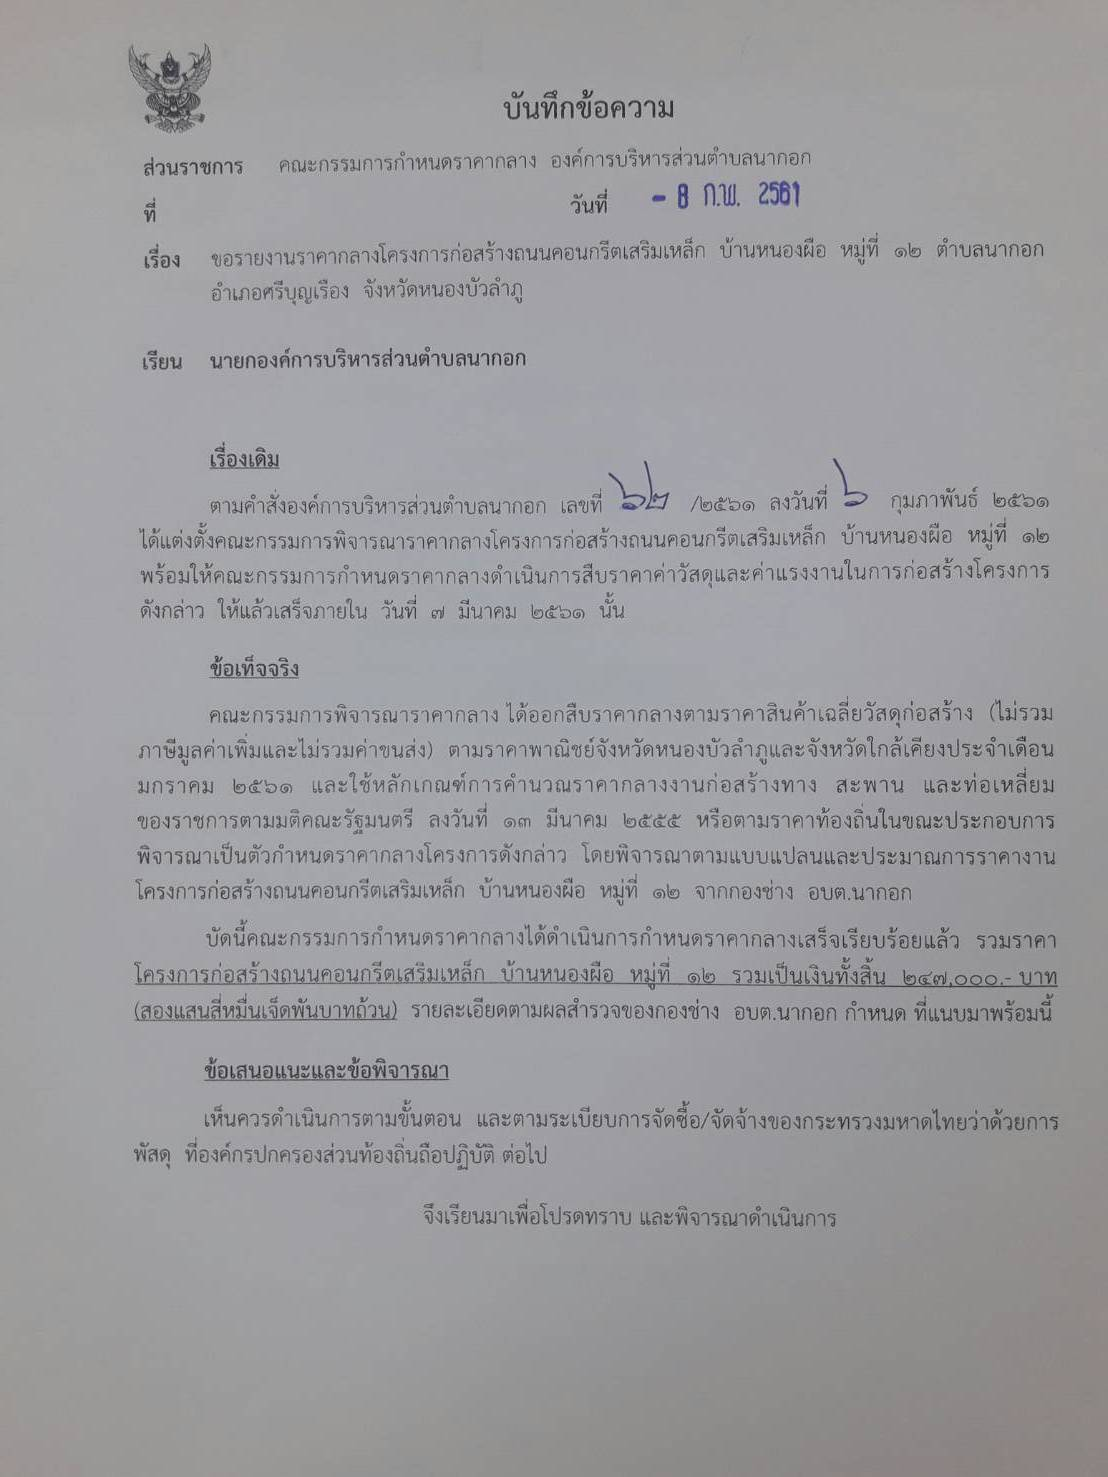 บันทึกข้อความ
ส่วนราชการ คณะกรรมการกำหนดราคากลาง องค์การบริหารส่วนตำบลนากอก
ที่ วันที่ - 8 ก.พ. 2561
เรื่อง ขอรายงานราคากลางโครงการก่อสร้างถนนคอนกรีตเสริมเหล็ก บ้านหนองผือ หมู่ที่ ๑๒ ตำบลนากอก
อำเภอศรีบุญเรือง จังหวัดหนองบัวลำภู
เรียน นายกองค์การบริหารส่วนตำบลนากอก
เรื่องเดิม
ตามคำสั่งองค์การบริหารส่วนตำบลนากอก เลขที่ ๖๒ /๒๕๖๑ ลงวันที่ ๖ กุมภาพันธ์ ๒๕๖๑
ได้แต่งตั้งคณะกรรมการพิจารณาราคากลางโครงการก่อสร้างถนนคอนกรีตเสริมเหล็ก บ้านหนองผือ หมู่ที่ ๑๒
พร้อมให้คณะกรรมการกำหนดราคากลางดำเนินการสืบราคาค่าวัสดุและค่าแรงงานในการก่อสร้างโครงการ
ดังกล่าว ให้แล้วเสร็จภายใน วันที่ ๗ มีนาคม ๒๕๖๑ นั้น
ข้อเท็จจริง
คณะกรรมการพิจารณาราคากลาง ได้ออกสืบราคากลางตามราคาสินค้าเฉลี่ยวัสดุก่อสร้าง (ไม่รวม
ภาษีมูลค่าเพิ่มและไม่รวมค่าขนส่ง) ตามราคาพาณิชย์จังหวัดหนองบัวลำภูและจังหวัดใกล้เคียงประจำเดือน
มกราคม ๒๕๖๑ และใช้หลักเกณฑ์การคำนวณราคากลางงานก่อสร้างทาง สะพาน และท่อเหลี่ยม
ของราชการตามมติคณะรัฐมนตรี ลงวันที่ ๑๓ มีนาคม ๒๕๕๕ หรือตามราคาท้องถิ่นในขณะประกอบการ
พิจารณาเป็นตัวกำหนดราคากลางโครงการดังกล่าว โดยพิจารณาตามแบบแปลนและประมาณการราคางาน
โครงการก่อสร้างถนนคอนกรีตเสริมเหล็ก บ้านหนองผือ หมู่ที่ ๑๒ จากกองช่าง อบต.นากอก
บัดนี้คณะกรรมการกำหนดราคากลางได้ดำเนินการกำหนดราคากลางเสร็จเรียบร้อยแล้ว รวมราคา
โครงการก่อสร้างถนนคอนกรีตเสริมเหล็ก บ้านหนองผือ หมู่ที่ ๑๒ รวมเป็นเงินทั้งสิ้น ๒๔๗,๐๐๐.- บาท
(สองแสนสี่หมื่นเจ็ดพันบาทถ้วน) รายละเอียดตามผลสำรวจของกองช่าง อบต.นากอก กำหนด ที่แนบมาพร้อมนี้
ข้อเสนอแนะและข้อพิจารณา
เห็นควรดำเนินการตามขั้นตอน และตามระเบียบการจัดซื้อ/จัดจ้างของกระทรวงมหาดไทยว่าด้วยการ
พัสดุ ที่องค์กรปกครองส่วนท้องถิ่นถือปฏิบัติ ต่อไป
จึงเรียนมาเพื่อโปรดทราบ และพิจารณาดำเนินการ